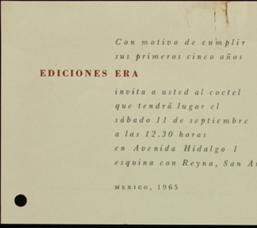 Con motivo de cumplir
sus primeros cinco años
EDICIONES ERA
invita a usted al coctel
que tendrá lugar el
sábado 11 de septiembre
a las 12.30 horas
en Avenida Hidalgo 1
esquina con Reyna, San
MEXICO, 1965